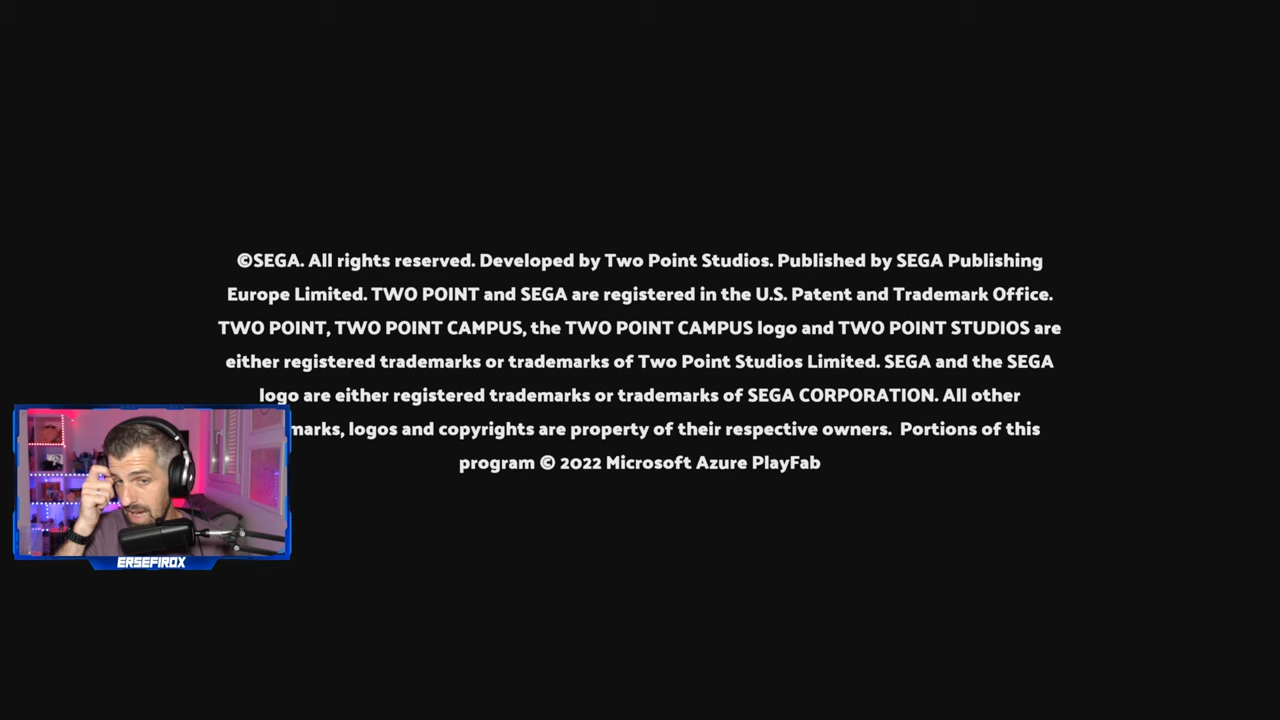 ©SEGA. All rights reserved. Developed by Two Point Studios. Published by SEGA Publishing
Europe Limited. TWO POINT and SEGA are registered in the U.S. Patent and Trademark Office.
TWO POINT, TWO POINT CAMPUS, the TWO POINT CAMPUS logo and TWO POINT STUDIOS are
either registered trademarks or trademarks of Two Point Studios Limited. SEGA and the SEGA
logo are either registered trademarks or trademarks of SEGA CORPORATION. All other
marks, logos and copyrights are property of their respective owners. Portions of this
program © 2022 Microsoft Azure PlayFab
ERSEFIROX